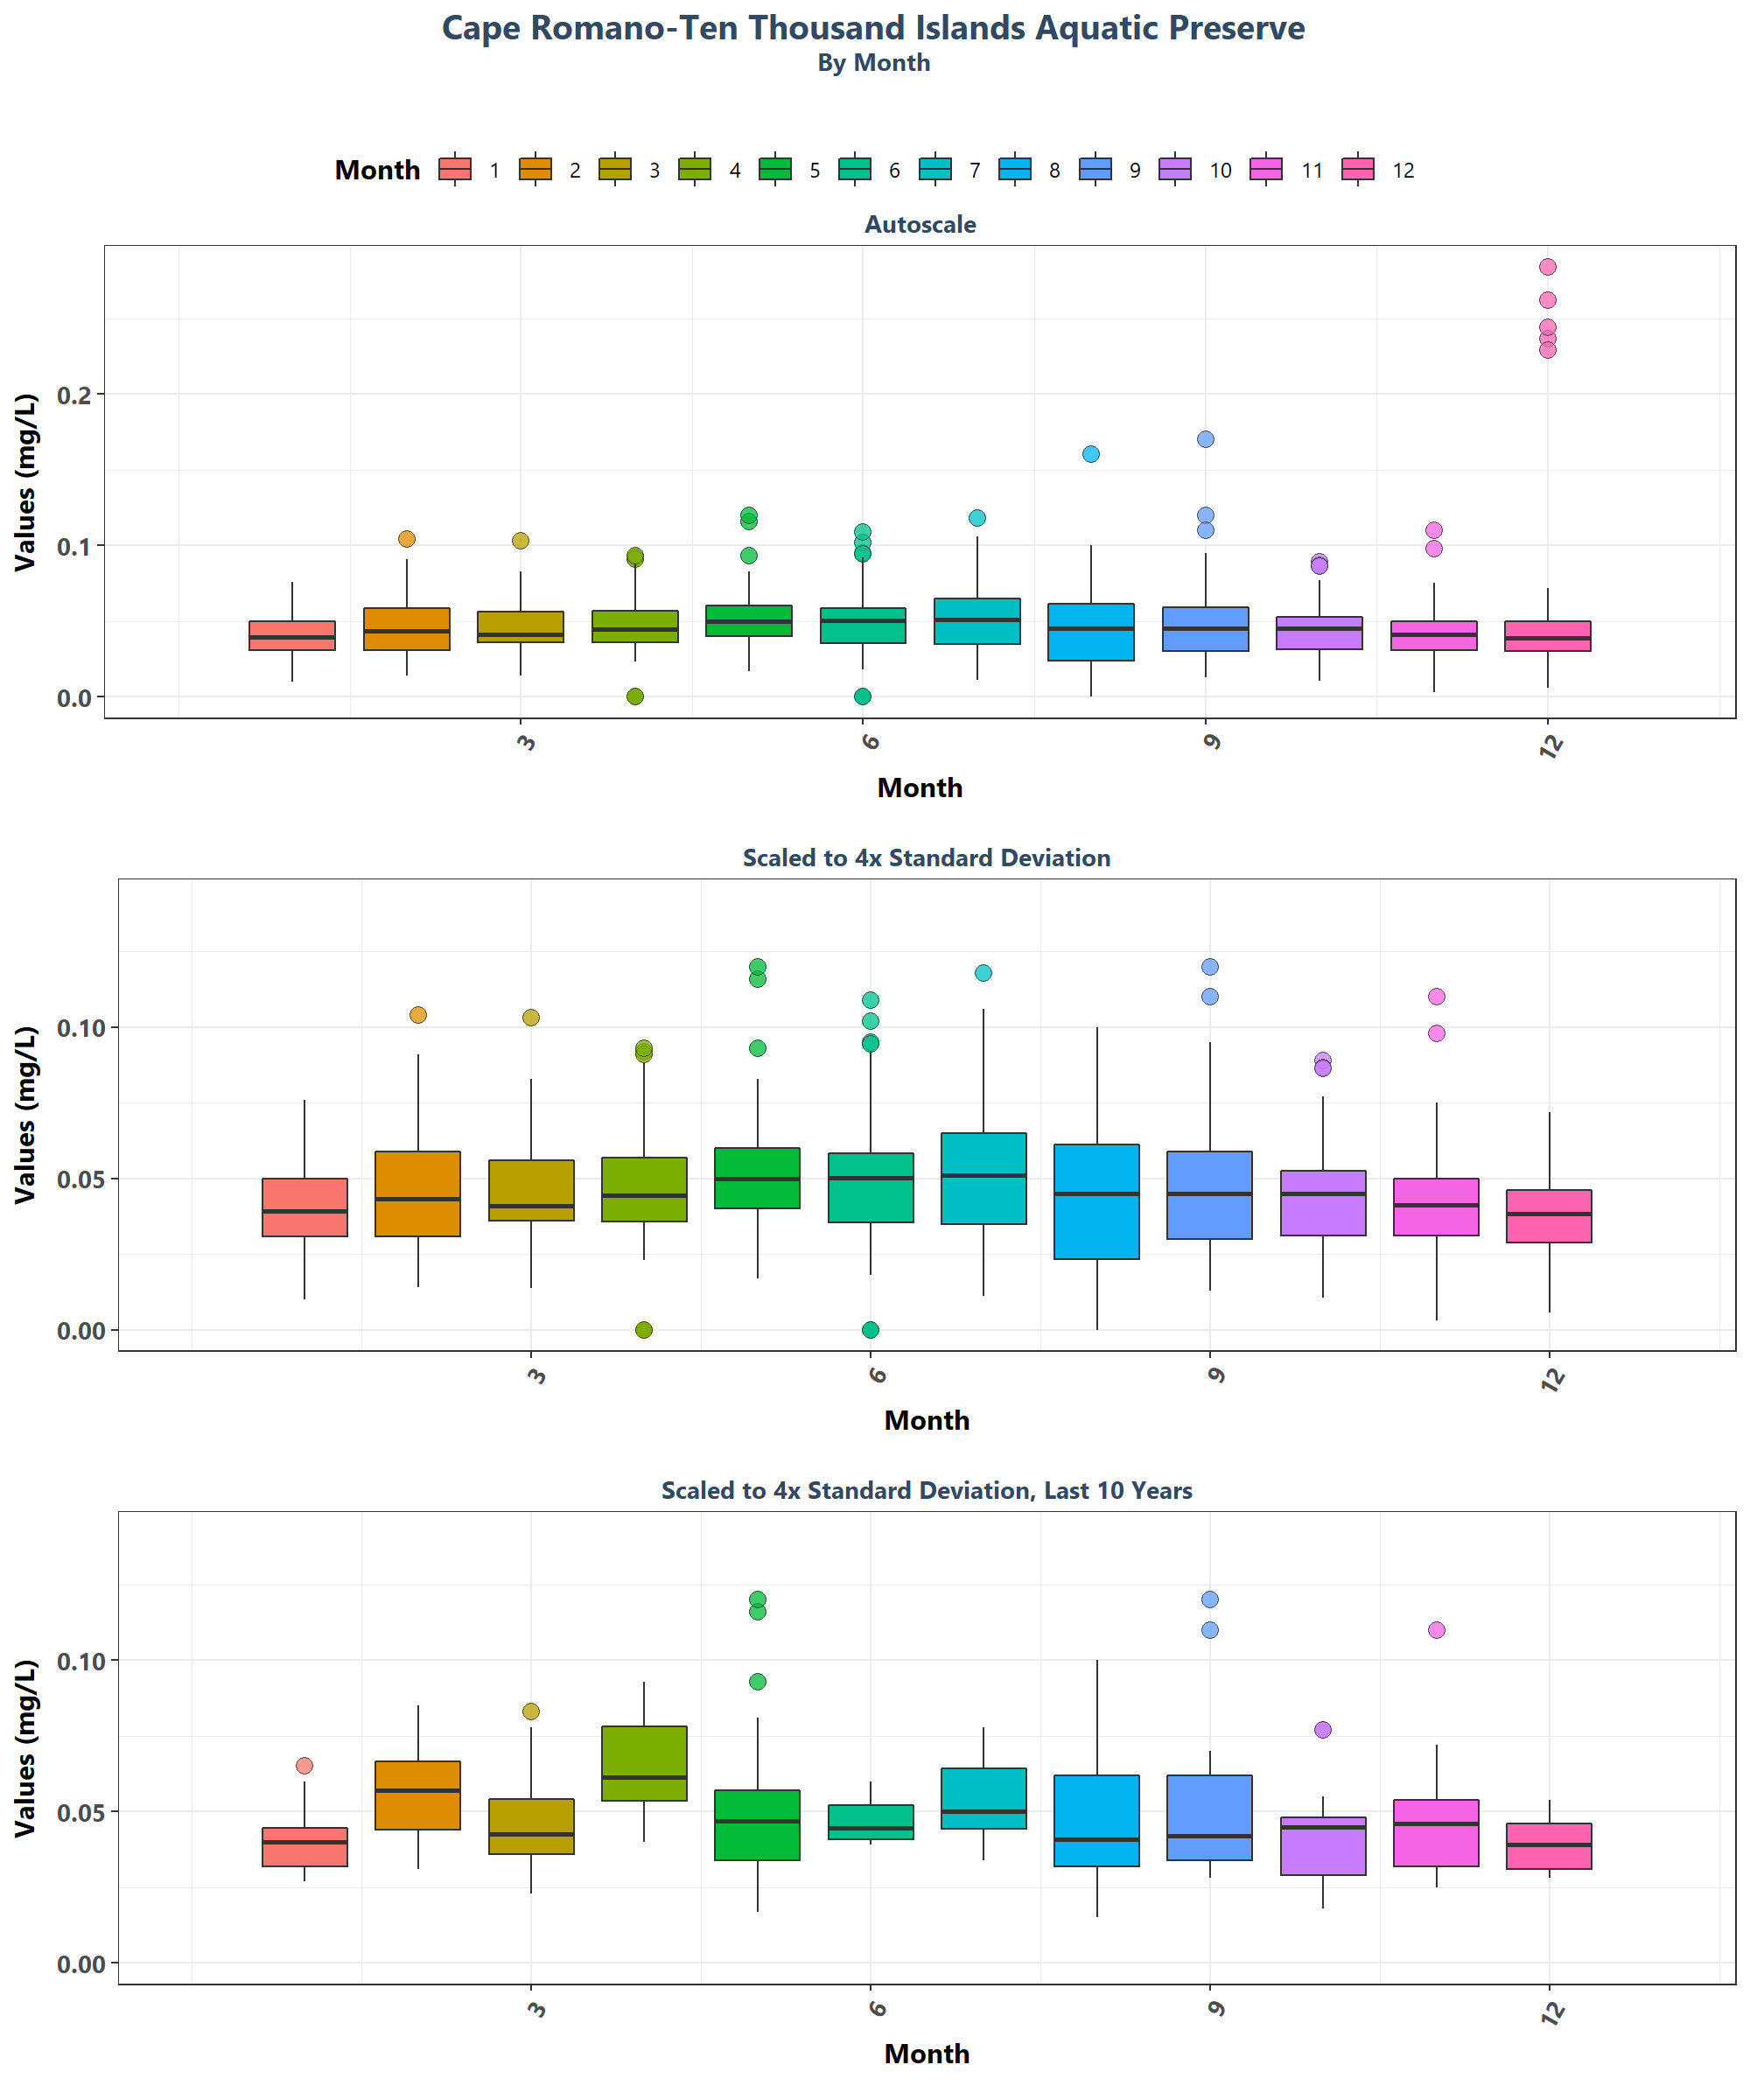 Cape Romano-Ten Thousand Islands Aquatic Preserve
By Month
Month 1 2 3 4 5 6 7 8 9 10 11 12
Autoscale
Values (mg/L)
0.2
0.1
0.0
3 6 9 12
Month
Scaled to 4x Standard Deviation
Values (mg/L)
0.10
0.05
0.00
3 6 9 12
Month
Scaled to 4x Standard Deviation, Last 10 Years
Values (mg/L)
0.10
0.05
0.00
3 6 9 12
Month